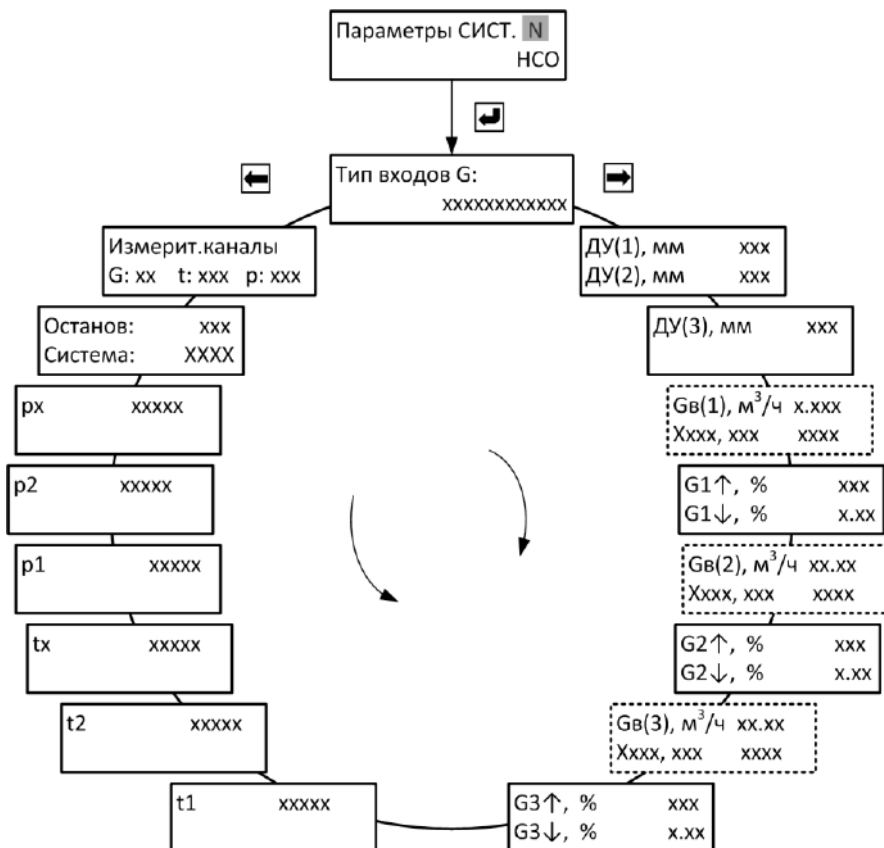 Параметры СИСТ. N
НСО
Тип входов G:
xxxxxxxxxxxx
Измерит.каналы
G: xx t: xxx p: xxx
ДУ(1), мм xxx
ДУ(2), мм xxx
Останов: xxx
Система: XXXX
ДУ(3), мм xxx
px xxxxx
Gв(1), м³/ч x.xxx
Xxxx, xxx xxxx
p2 xxxxx
G1↑, % xxx
G1↓, % x.xx
p1 xxxxx
Gв(2), м³/ч xx.xx
Xxxx, xxx xxxx
tx xxxxx
G2↑, % xxx
G2↓, % x.xx
t2 xxxxx
Gв(3), м³/ч xx.xx
Xxxx, xxx xxxx
t1 xxxxx
G3↑, % xxx
G3↓, % x.xx